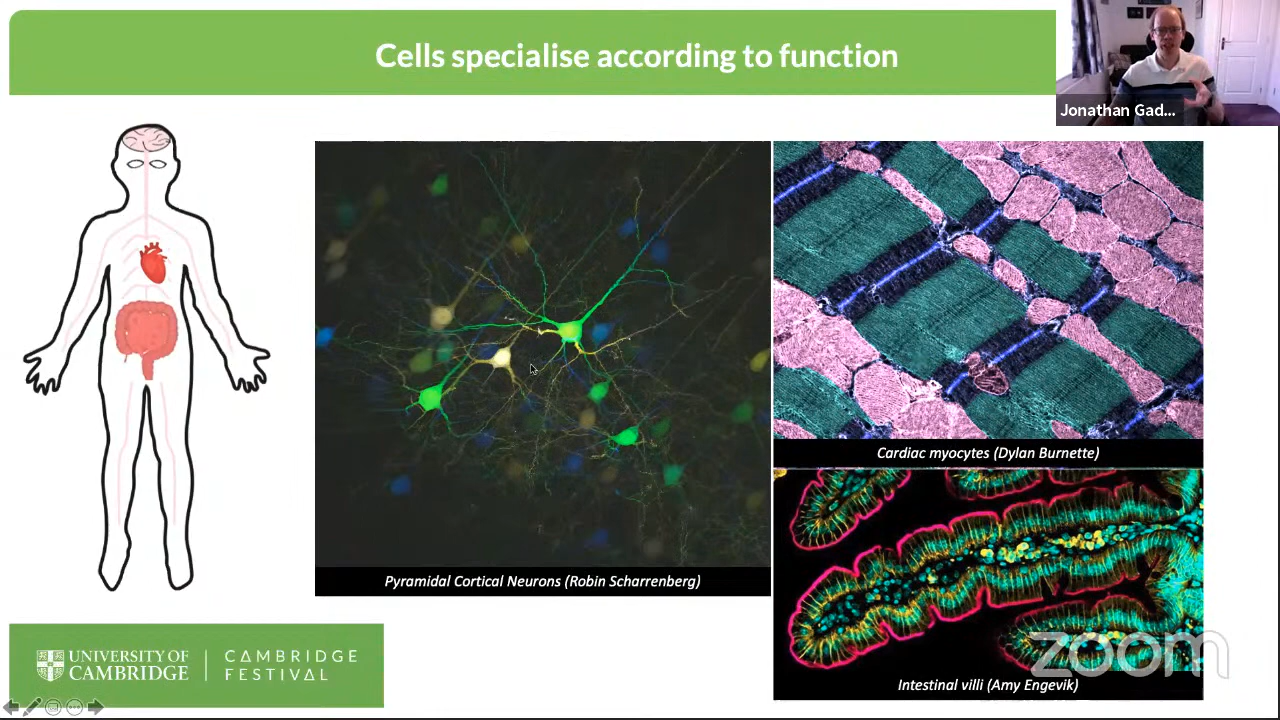 Cells specialise according to function
Jonathan Gad...
Cardiac myocytes (Dylan Burnette)
Pyramidal Cortical Neurons (Robin Scharrenberg)
UNIVERSITY OF
CAMBRIDGE
CAMBRIDGE
FESTIVAL
zoom
Intestinal villi (Amy Engevik)